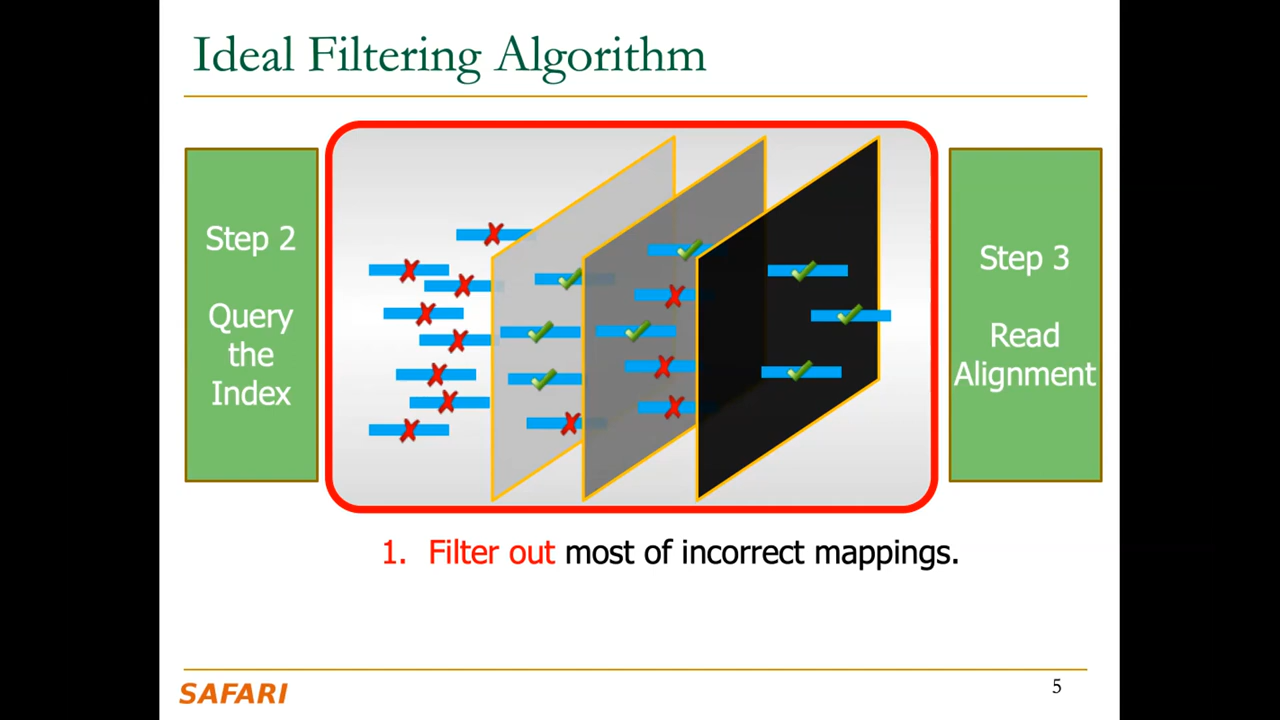 Ideal Filtering Algorithm
Step 2
Query
the
Index
Step 3
Read
Alignment
1. Filter out most of incorrect mappings.
SAFARI
5